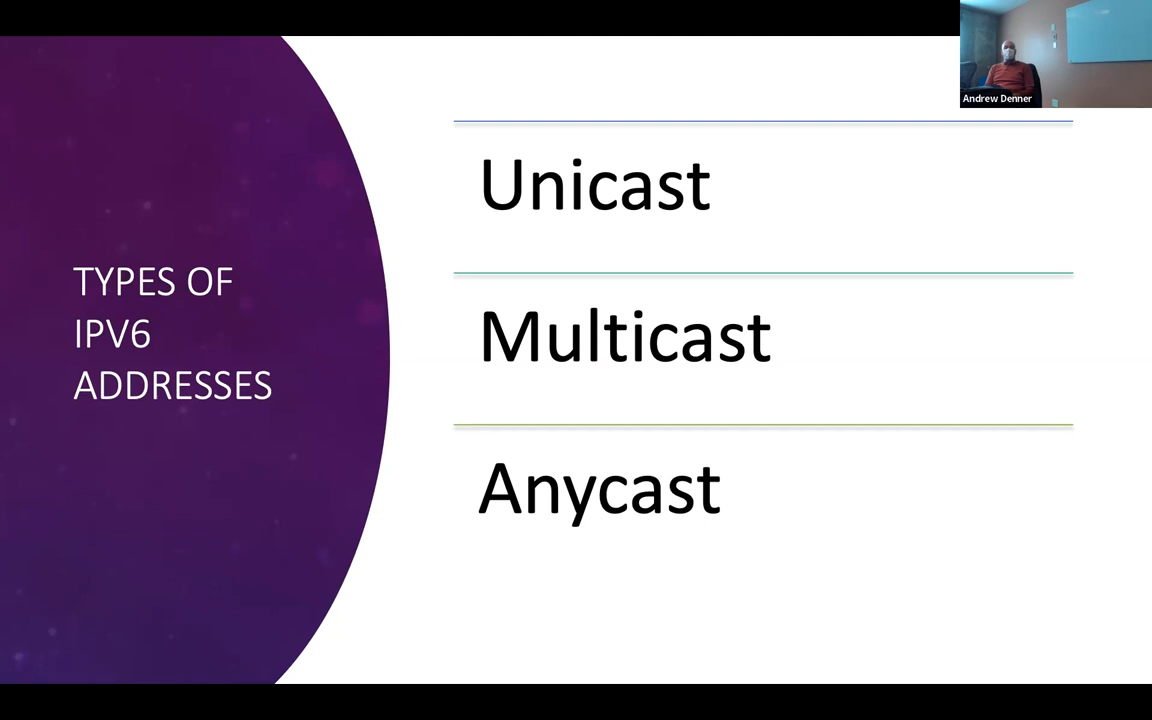 TYPES OF
IPV6
ADDRESSES
Unicast
Multicast
Anycast
Andrew Denner